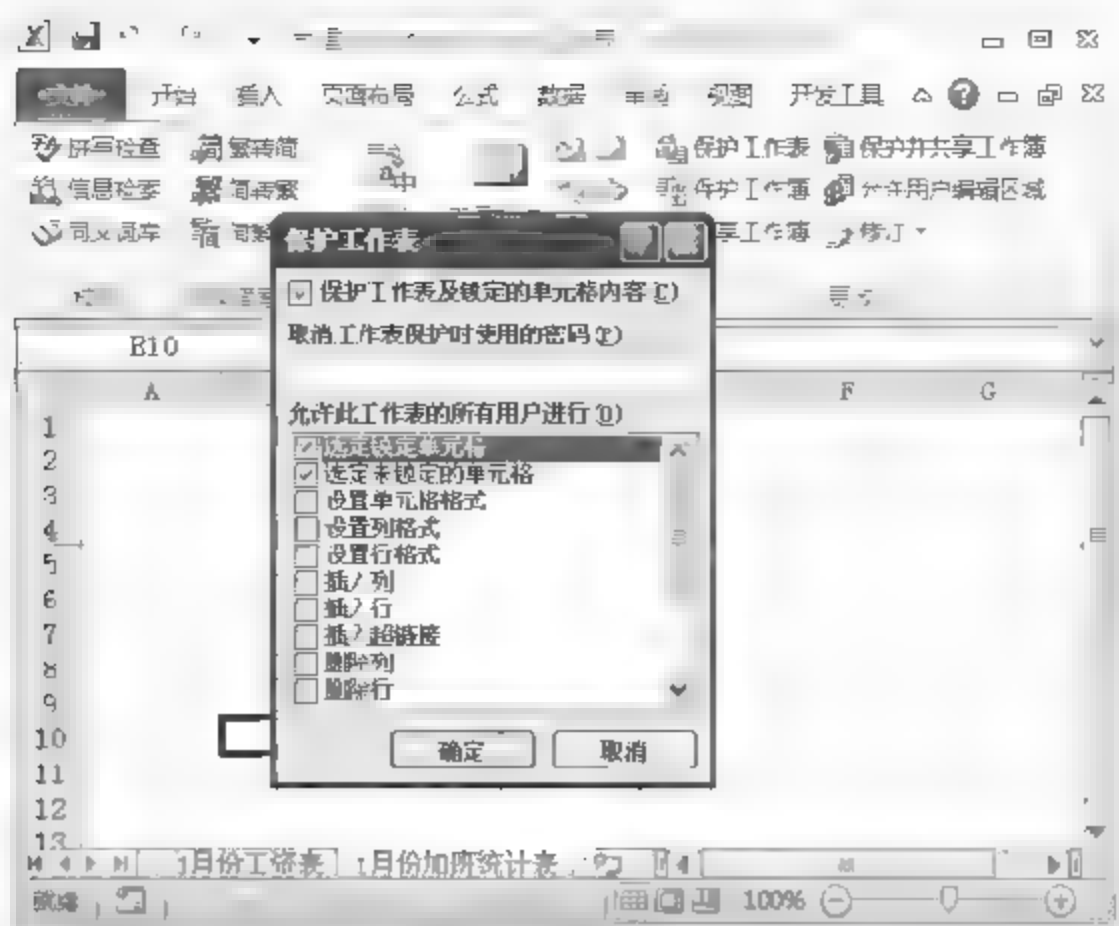 开始 插入 页面布局 公式 数据 视图 开发工具
拼写检查 简 繁转简 保护工作表 保护并共享工作簿
信息检索 繁 简转繁 保护工作簿 允许用户编辑区域
享工作簿 修订
保护工作表
保护工作表及锁定的单元格内容(C)
取消工作表保护时使用的密码(P)
E10
A F G
允许此工作表的所有用户进行(O)
选定锁定单元格
选定未锁定的单元格
设置单元格格式
设置列格式
设置行格式
插入列
插入行
插入超链接
删除列
删除行
确定 取消
1
2
3
4
5
6
7
8
9
10
11
12
13
1月份工资表 1月份加班统计表
就绪 100%